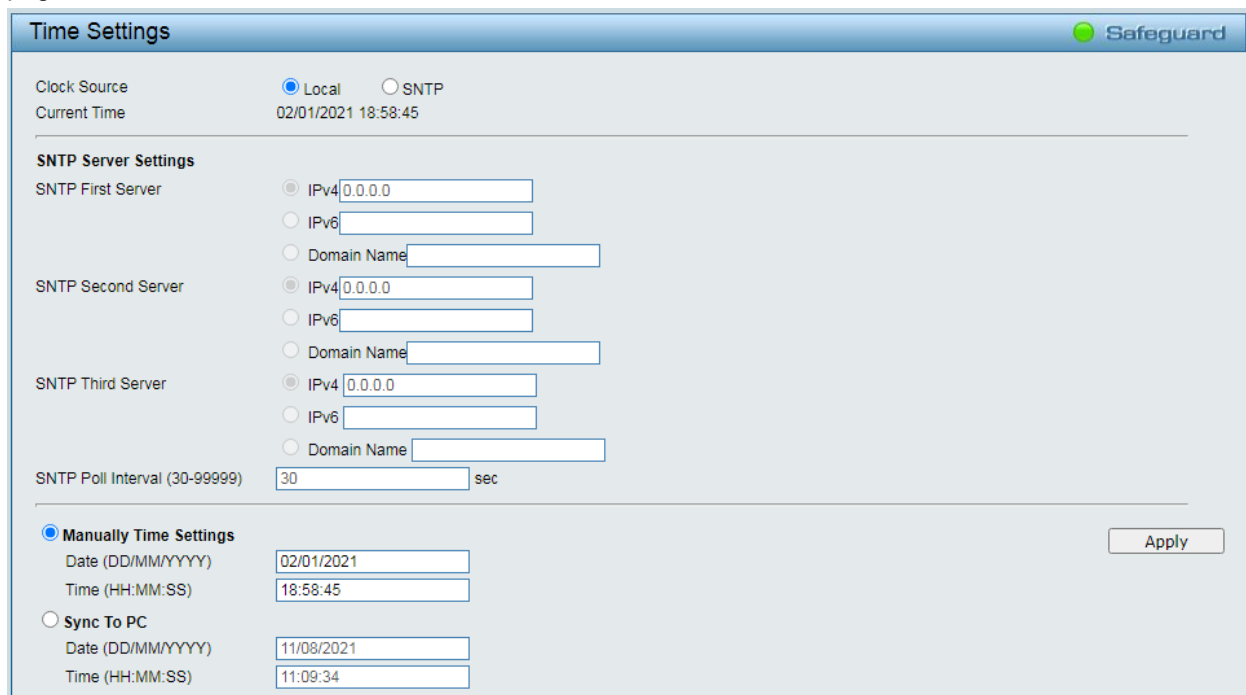 Time Settings Safeguard
Clock Source Local SNTP
Current Time 02/01/2021 18:58:45
SNTP Server Settings
SNTP First Server IPv4 0.0.0.0
IPv6
Domain Name
SNTP Second Server IPv4 0.0.0.0
IPv6
Domain Name
SNTP Third Server IPv4 0.0.0.0
IPv6
Domain Name
SNTP Poll Interval (30-99999) 30 sec
Manually Time Settings Apply
Date (DD/MM/YYYY) 02/01/2021
Time (HH:MM:SS) 18:58:45
Sync To PC
Date (DD/MM/YYYY) 11/08/2021
Time (HH:MM:SS) 11:09:34